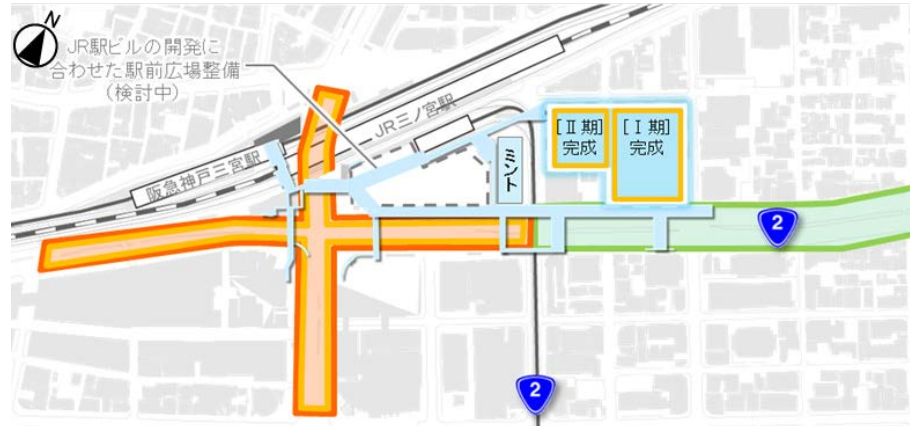 N
JR駅ビルの開発に
合わせた駅前広場整備
(検討中)
JR三ノ宮駅
阪急神戸三宮駅
ミント
[Ⅱ期]
完成
[Ⅰ期]
完成
2
2